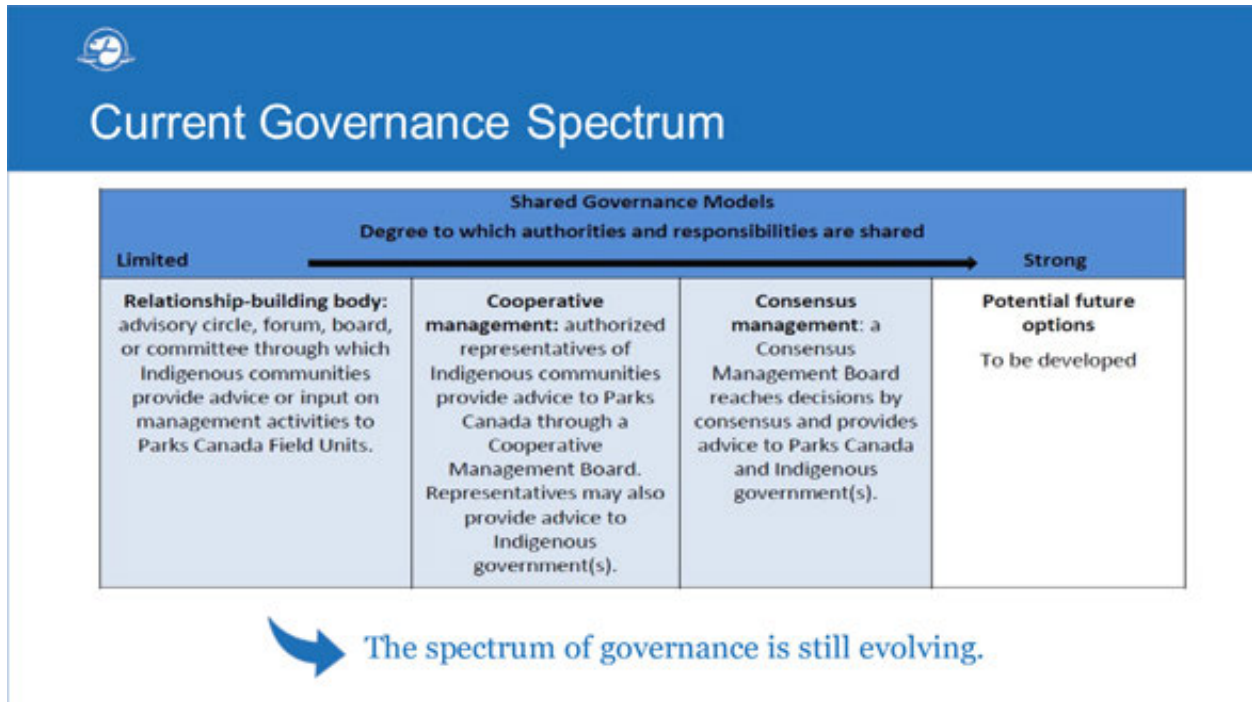 Current Governance Spectrum
Shared Governance Models
Degree to which authorities and responsibilities are shared
Limited
Strong
Relationship-building body:
advisory circle, forum, board,
or committee through which
Indigenous communities
provide advice or input on
management activities to
Parks Canada Field Units.
Cooperative
management: authorized
representatives of
Indigenous communities
provide advice to Parks
Canada through a
Cooperative
Management Board.
Representatives may also
provide advice to
Indigenous
government(s).
Consensus
management: a
Consensus
Management Board
reaches decisions by
consensus and provides
advice to Parks Canada
and Indigenous
government(s).
Potential future
options
To be developed
The spectrum of governance is still evolving.